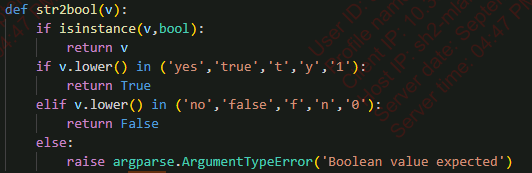 def str2bool(v):
    if isinstance(v,bool):
        return v
    if v.lower() in ('yes','true','t','y','1'):
        return True
    elif v.lower() in ('no','false','f','n','0'):
        return False
    else:
        raise argparse.ArgumentTypeError('Boolean value expected')